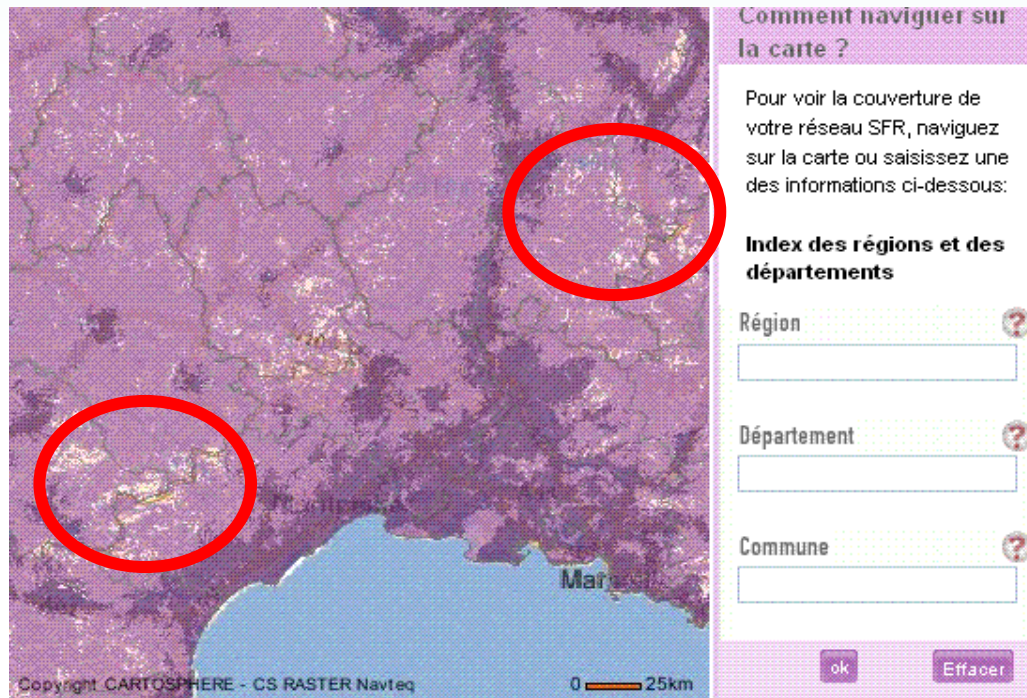 Comment naviguer sur
la carte ?
Pour voir la couverture de
votre réseau SFR, naviguez
sur la carte ou saisissez une
des informations ci-dessous:
Index des régions et des
départements
Région
?
Département
?
Commune
?
ok
Effacer
Mar
Copyright CARTOSPHERE - CS RASTER Navteq
0
25km